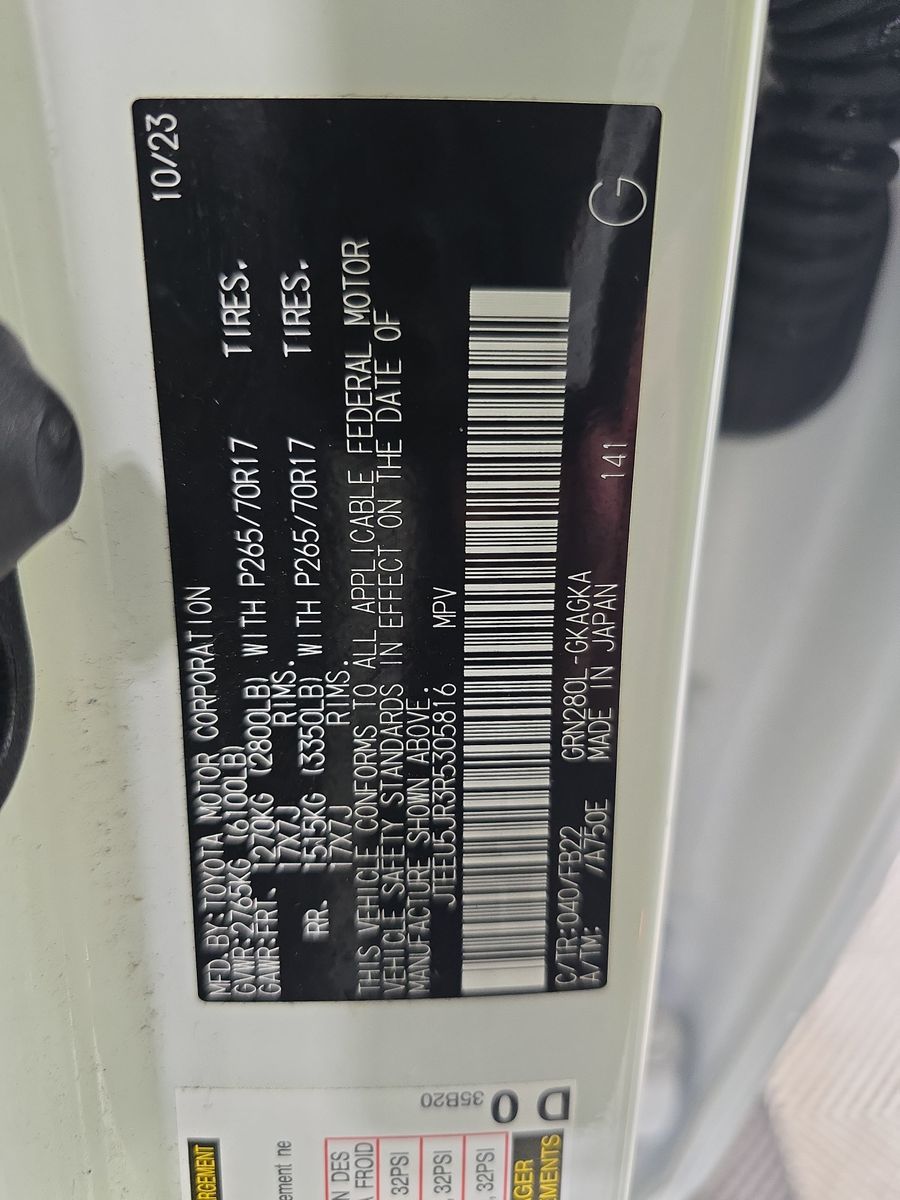 10/23
MFD. BY: TOYOTA MOTOR CORPORATION
GVWR: 2765KG (6100LB)
GAWR: FRT. 1270KG (2800LB) WITH P265/70R17 TIRES.
17X7J RIMS.
RR. 1515KG (3350LB) WITH P265/70R17 TIRES.
17X7J RIMS.
THIS VEHICLE CONFORMS TO ALL APPLICABLE FEDERAL MOTOR
VEHICLE SAFETY STANDARDS IN EFFECT ON THE DATE OF
MANUFACTURE SHOWN ABOVE.
JTEEU5JR3R5305816 MPV
C/TR: 040/FB22 GRN280L-GKAGKA
A/TM: /A750E MADE IN JAPAN 141
G
35B20
D 0
N DES
A FROID
32PSI
, 32PSI
, 32PSI